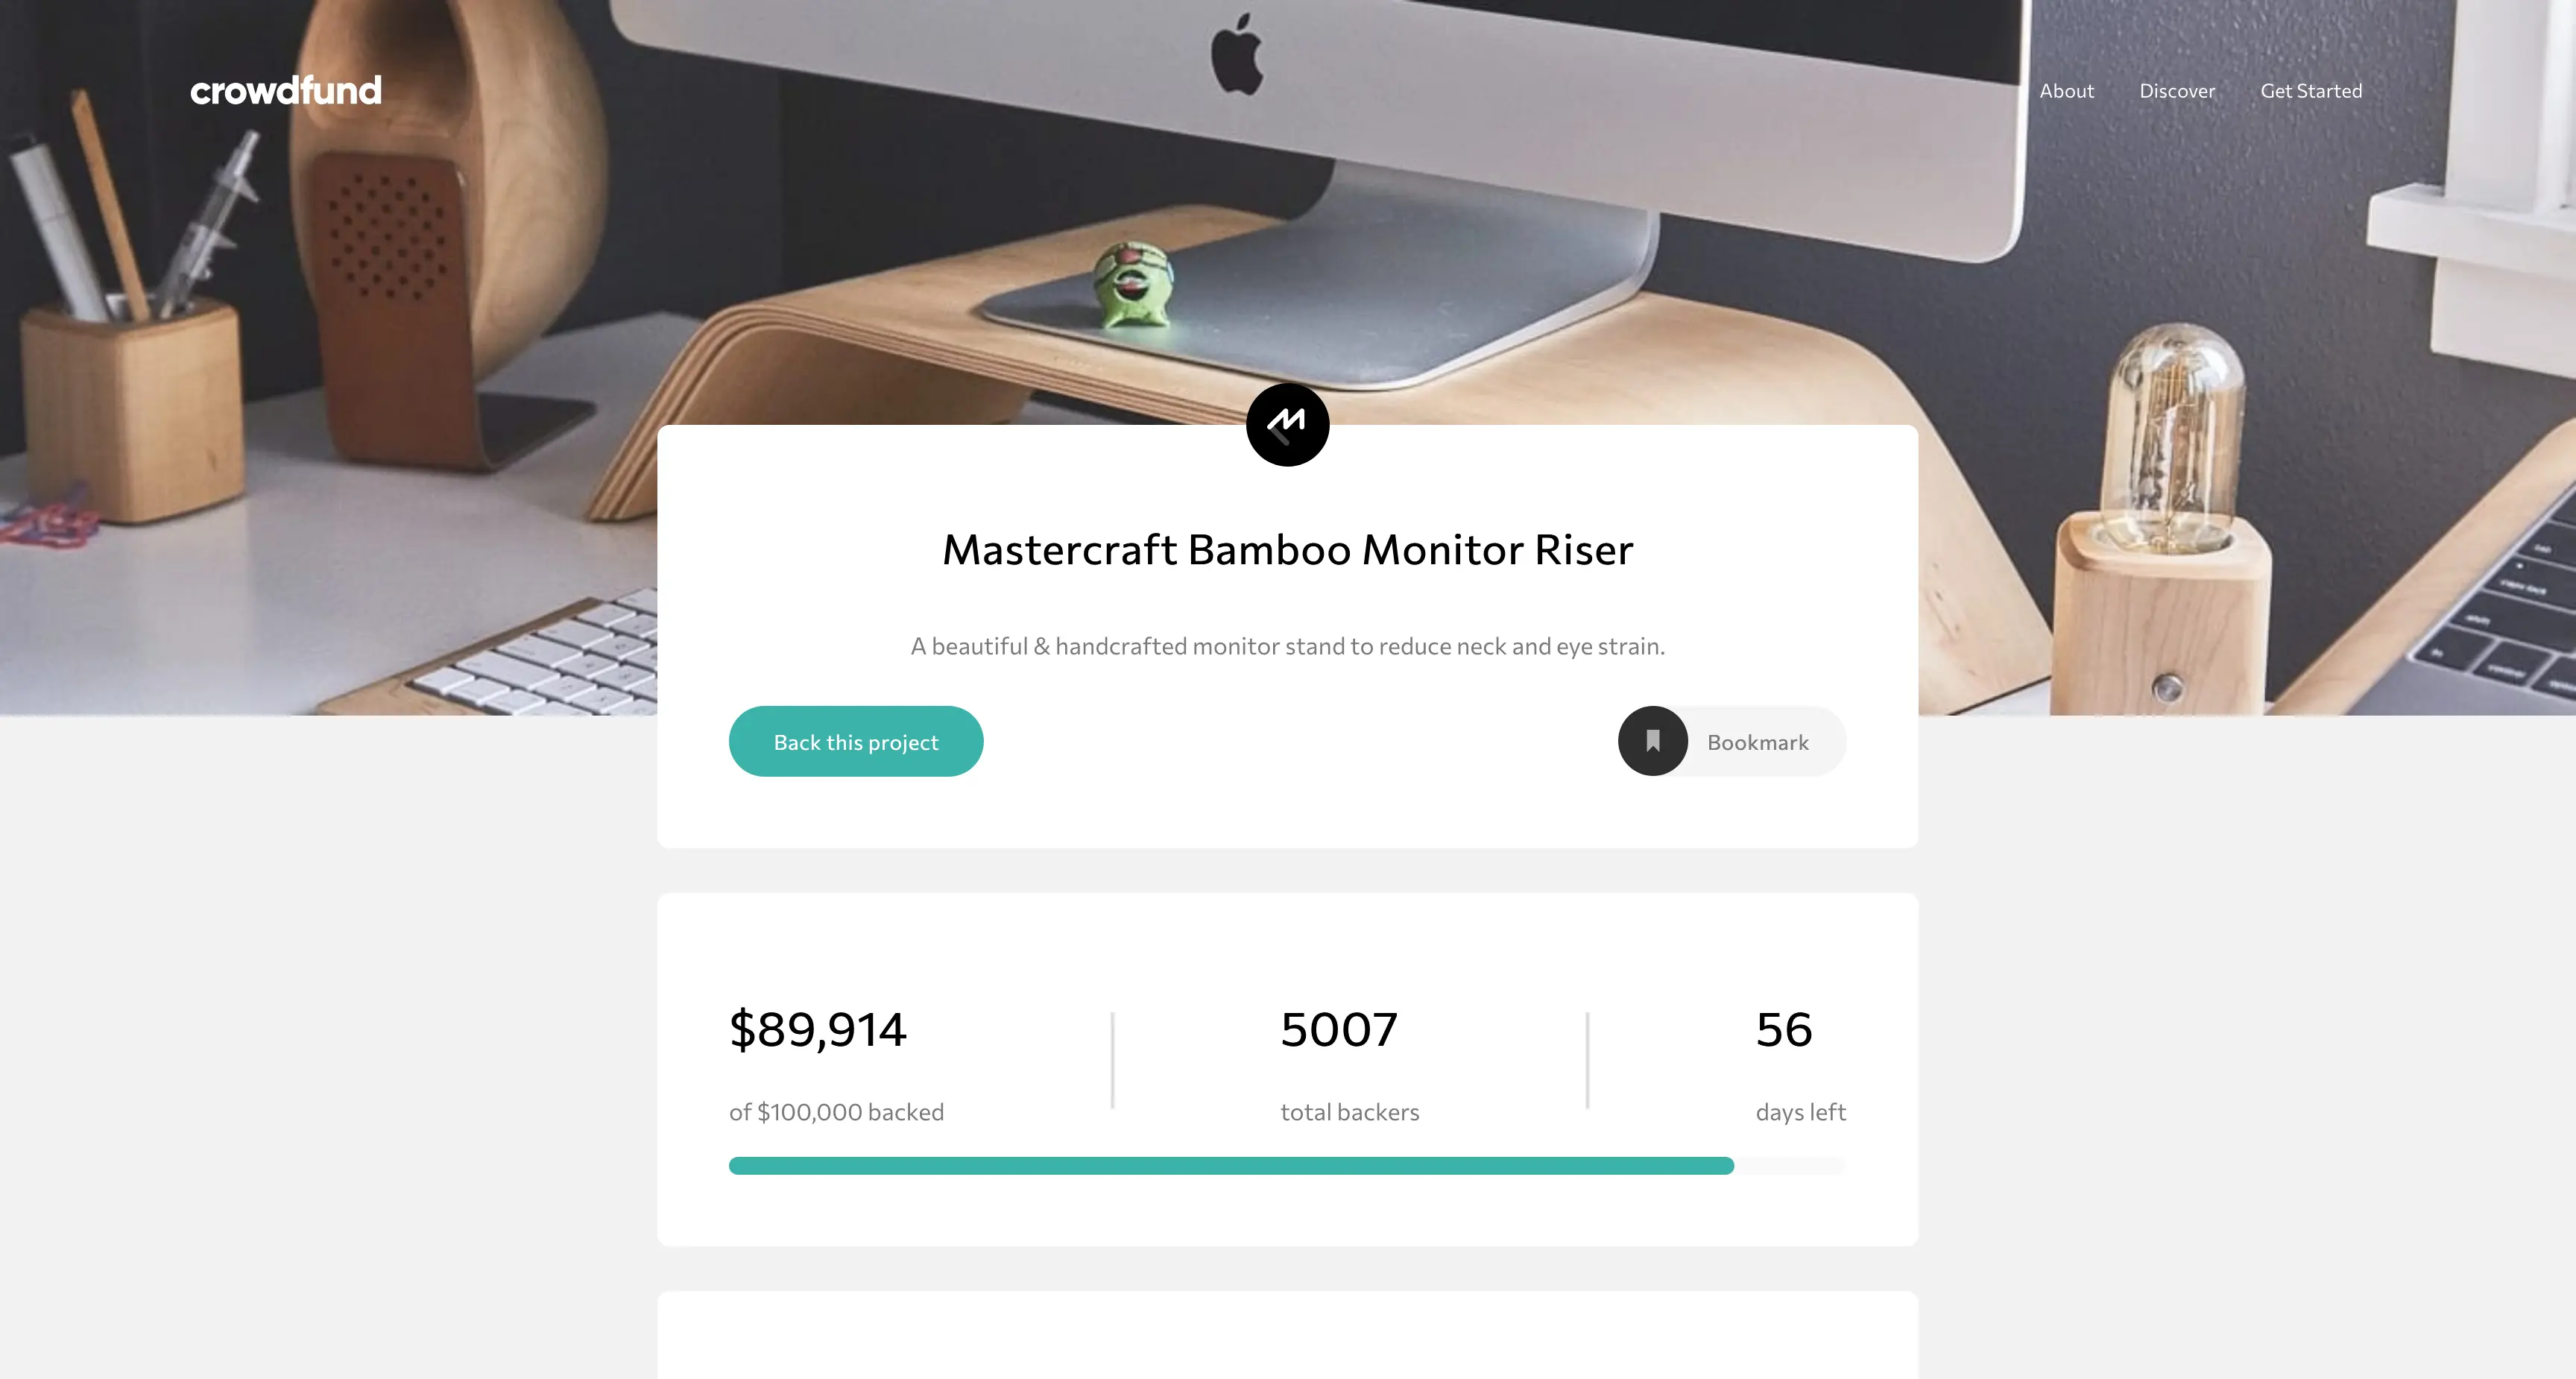 crowdfund
About
Discover
Get Started
Mastercraft Bamboo Monitor Riser
A beautiful & handcrafted monitor stand to reduce neck and eye strain.
Back this project
Bookmark
$89,914
5007
56
of $100,000 backed
total backers
days left